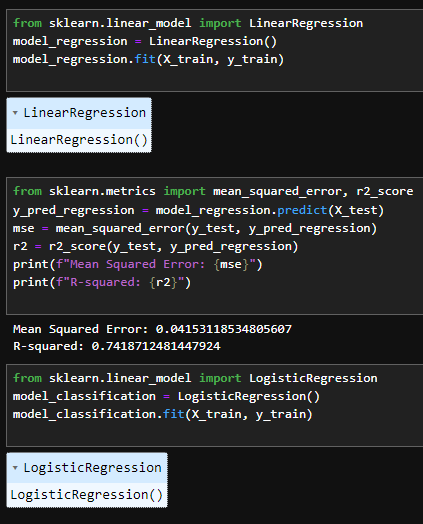 from sklearn.linear_model import LinearRegression
model_regression = LinearRegression()
model_regression.fit(X_train, y_train)
▾ LinearRegression
LinearRegression()
from sklearn.metrics import mean_squared_error, r2_score
y_pred_regression = model_regression.predict(X_test)
mse = mean_squared_error(y_test, y_pred_regression)
r2 = r2_score(y_test, y_pred_regression)
print(f"Mean Squared Error: {mse}")
print(f"R-squared: {r2}")
Mean Squared Error: 0.04153118534805607
R-squared: 0.7418712481447924
from sklearn.linear_model import LogisticRegression
model_classification = LogisticRegression()
model_classification.fit(X_train, y_train)
▾ LogisticRegression
LogisticRegression()